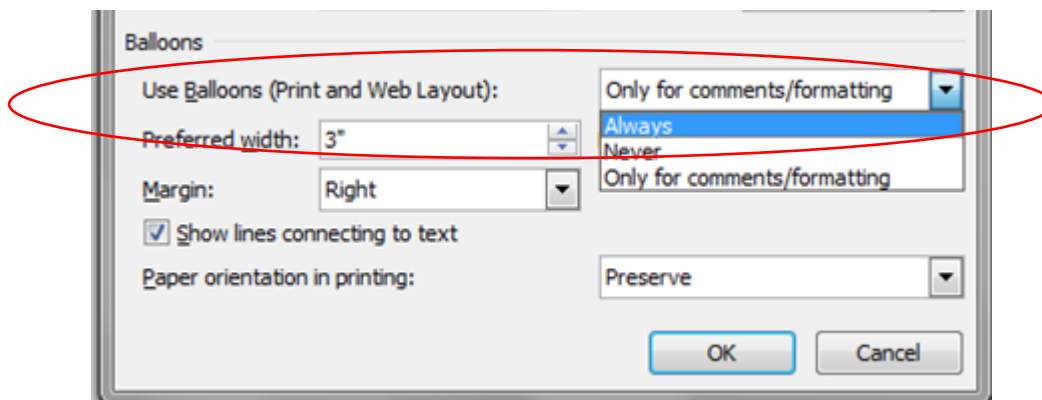 Balloons
Use Balloons (Print and Web Layout): Only for comments/formatting
Always
Preferred width: 3"
Never
Only for comments/formatting
Margin: Right
Show lines connecting to text
Paper orientation in printing: Preserve
OK Cancel